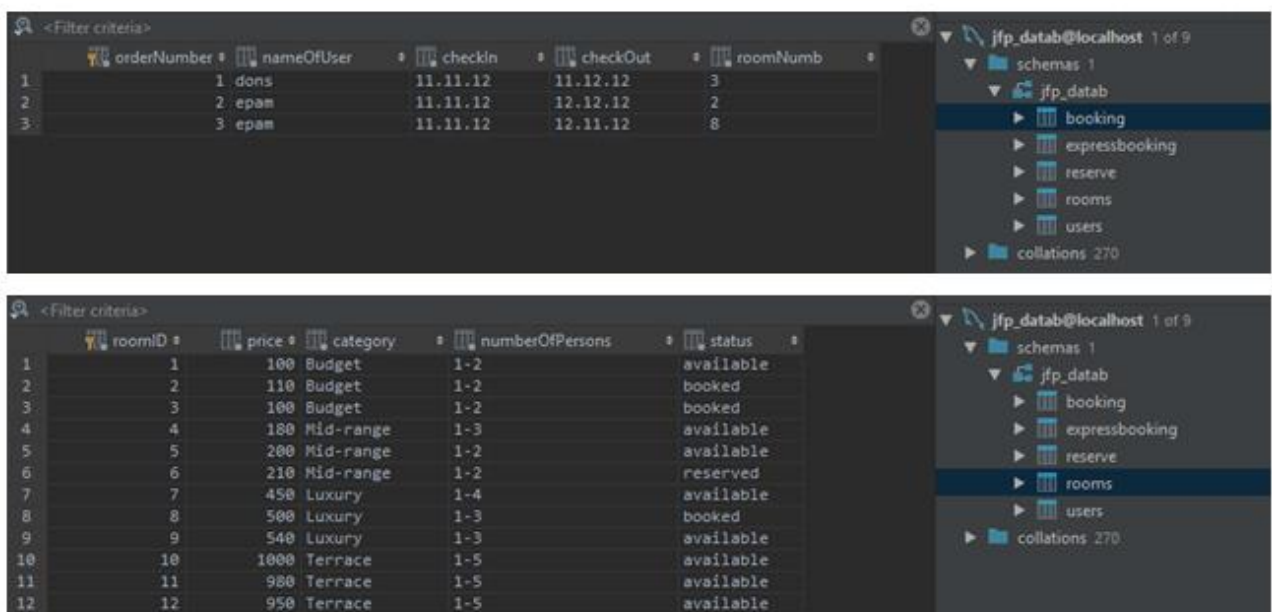 <Filter criteria>
orderNumber nameOfUser checkIn checkOut roomNumb
1 1 dons 11.11.12 11.12.12 3
2 2 epam 11.11.12 12.12.12 2
3 3 epam 11.11.12 12.11.12 8
jfp_datab@localhost 1 of 9
schemas 1
jfp_datab
booking
expressbooking
reserve
rooms
users
collations 270
<Filter criteria>
roomID price category numberOfPersons status
1 1 100 Budget 1-2 available
2 2 110 Budget 1-2 booked
3 3 100 Budget 1-2 booked
4 4 180 Mid-range 1-3 available
5 5 200 Mid-range 1-2 available
6 6 210 Mid-range 1-2 reserved
7 7 450 Luxury 1-4 available
8 8 500 Luxury 1-3 booked
9 9 540 Luxury 1-3 available
10 10 1000 Terrace 1-5 available
11 11 980 Terrace 1-5 available
12 12 950 Terrace 1-5 available
jfp_datab@localhost 1 of 9
schemas 1
jfp_datab
booking
expressbooking
reserve
rooms
users
collations 270